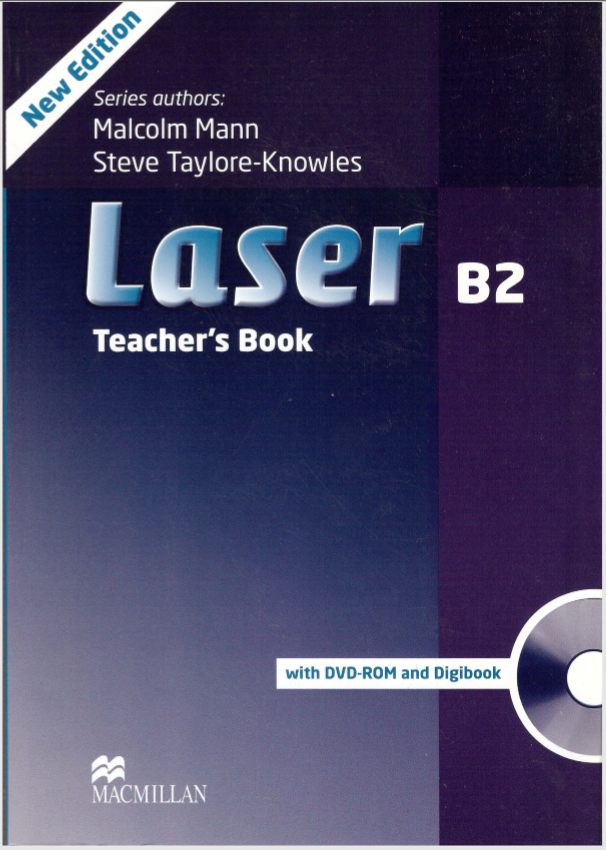 New Edition
Series authors:
Malcolm Mann
Steve Taylore-Knowles
Laser B2
Teacher's Book
with DVD-ROM and Digibook
MACMILLAN